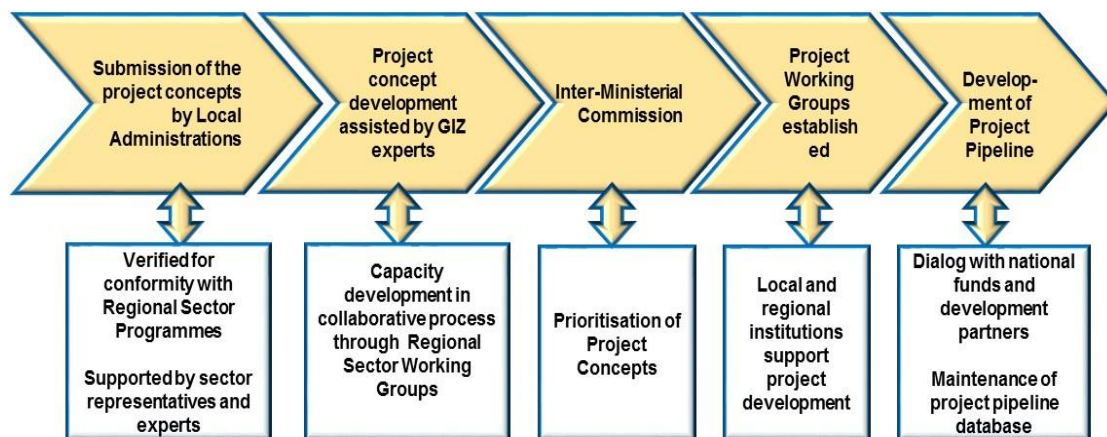 Submission of the
project concepts
by Local
Administrations
Project
concept
development
assisted by GIZ
experts
Inter-Ministerial
Commission
Project
Working
Groups
establish
ed
Develop-
ment of
Project
Pipeline
Verified for
conformity with
Regional Sector
Programmes
Supported by sector
representatives and
experts
Capacity
development in
collaborative process
through Regional
Sector Working
Groups
Prioritisation of
Project
Concepts
Local and
regional
institutions
support
project
development
Dialog with national
funds and
development
partners
Maintenance of
project pipeline
database